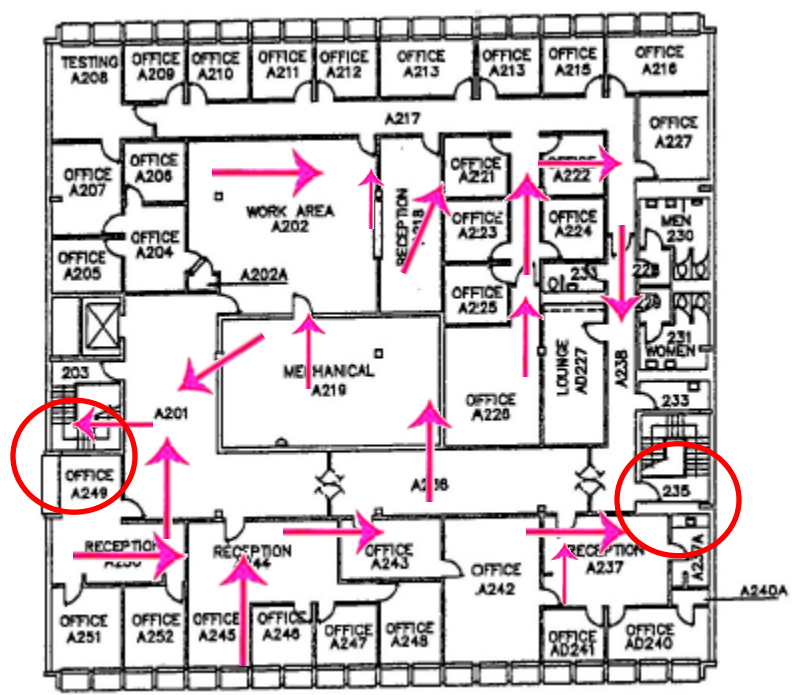 TESTING
A208
OFFICE
A209
OFFICE
A210
OFFICE
A211
OFFICE
A212
OFFICE
A213
OFFICE
A213
OFFICE
A215
OFFICE
A216
A217
OFFICE
A227
OFFICE
A207
OFFICE
A206
OFFICE
A221
OFFICE
A222
WORK AREA
A202
RECEPTION
OFFICE
A223
OFFICE
A224
MEN
230
OFFICE
A205
OFFICE
A204
A202A
228
OFFICE
A225
229
231
WOMEN
LOUNGE
AD227
A238
203
MECHANICAL
A219
OFFICE
A226
233
A201
OFFICE
A249
235
RECEPTION
RECEPTION
OFFICE
A243
OFFICE
A242
RECEPTION
A237
A237A
A240A
OFFICE
A251
OFFICE
A252
OFFICE
A245
OFFICE
A246
OFFICE
A247
OFFICE
A248
OFFICE
AD241
OFFICE
AD240